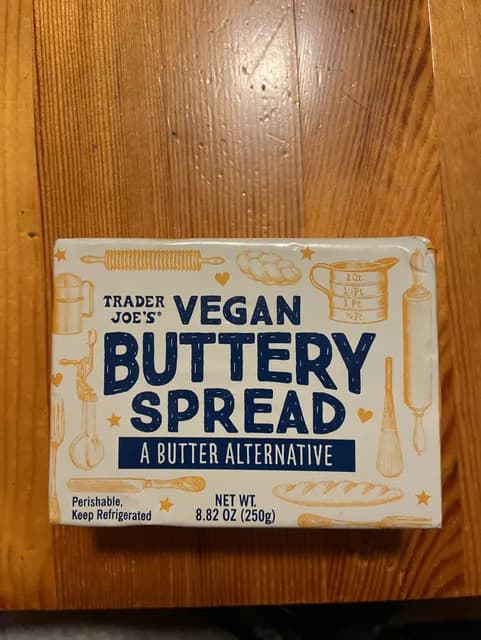 TRADER
JOE'S®
VEGAN
BUTTERY
SPREAD
A BUTTER ALTERNATIVE
1 Qt.
1 Pt.
Perishable,
Keep Refrigerated
NET WT.
8.82 OZ (250g)